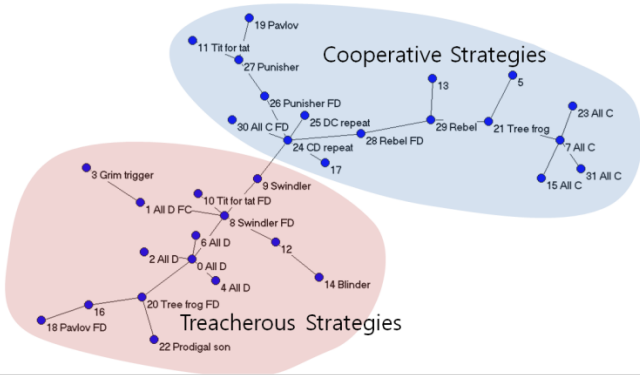 19 Pavlov
11 Tit for tat
Cooperative Strategies
27 Punisher
13
5
26 Punisher FD
23 All C
25 DC repeat
30 All C FD
29 Rebel
21 Tree frog
28 Rebel FD
24 CD repeat
7 All C
17
31 All C
15 All C
3 Grim trigger
9 Swindler
10 Tit for tat FD
1 All D FC
8 Swindler FD
6 All D
12
2 All D
0 All D
4 All D
14 Blinder
20 Tree frog FD
16
18 Pavlov FD
Treacherous Strategies
22 Prodigal son